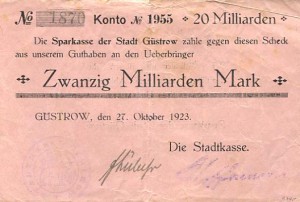 № 1870 Konto № 1955 20 Milliarden
Die Sparkasse der Stadt Güstrow zahle gegen diesen Scheck
aus unserem Guthaben an den Ueberbringer
Zwanzig Milliarden Mark
GÜSTROW, den 27. Oktober 1923.
Die Stadtkasse.